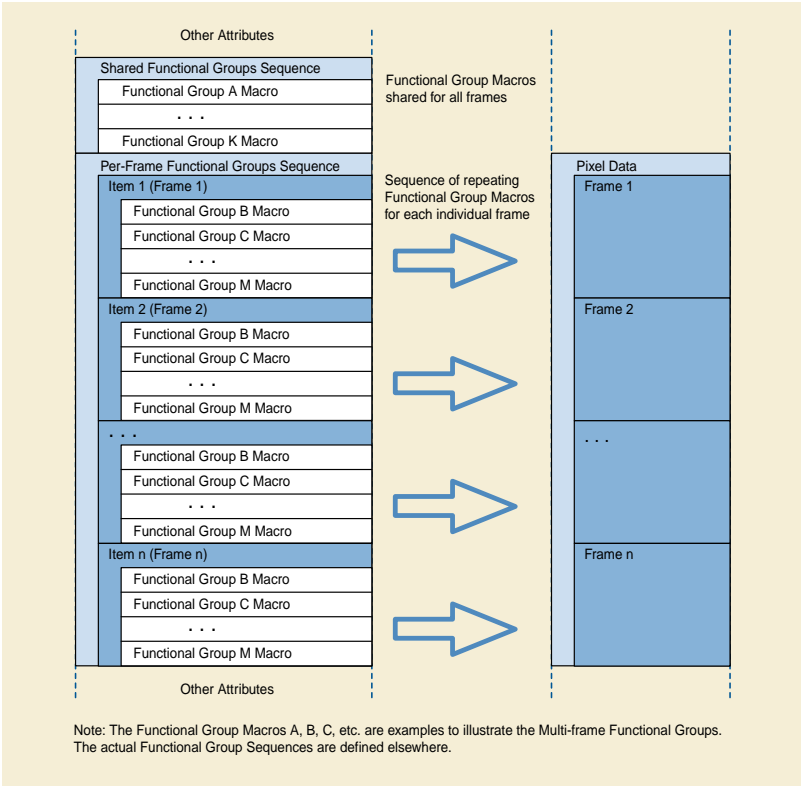 Other Attributes
Shared Functional Groups Sequence
Functional Group A Macro
. . .
Functional Group K Macro
Functional Group Macros
shared for all frames
Per-Frame Functional Groups Sequence
Item 1 (Frame 1)
Functional Group B Macro
Functional Group C Macro
. . .
Functional Group M Macro
Item 2 (Frame 2)
Functional Group B Macro
Functional Group C Macro
. . .
Functional Group M Macro
. . .
Functional Group B Macro
Functional Group C Macro
. . .
Functional Group M Macro
Item n (Frame n)
Functional Group B Macro
Functional Group C Macro
. . .
Functional Group M Macro
Other Attributes
Sequence of repeating
Functional Group Macros
for each individual frame
Pixel Data
Frame 1
Frame 2
. . .
Frame n
Note: The Functional Group Macros A, B, C, etc. are examples to illustrate the Multi-frame Functional Groups.
The actual Functional Group Sequences are defined elsewhere.